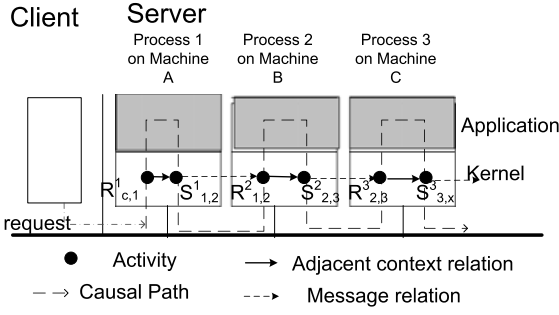 Client
Server
Process 1
on Machine
A
Process 2
on Machine
B
Process 3
on Machine
C
Application
Kernel
R¹c,1 S¹1,2 R²1,2 S²2,3 R³2,3 S³3,x
request
Activity
Adjacent context relation
Causal Path
Message relation